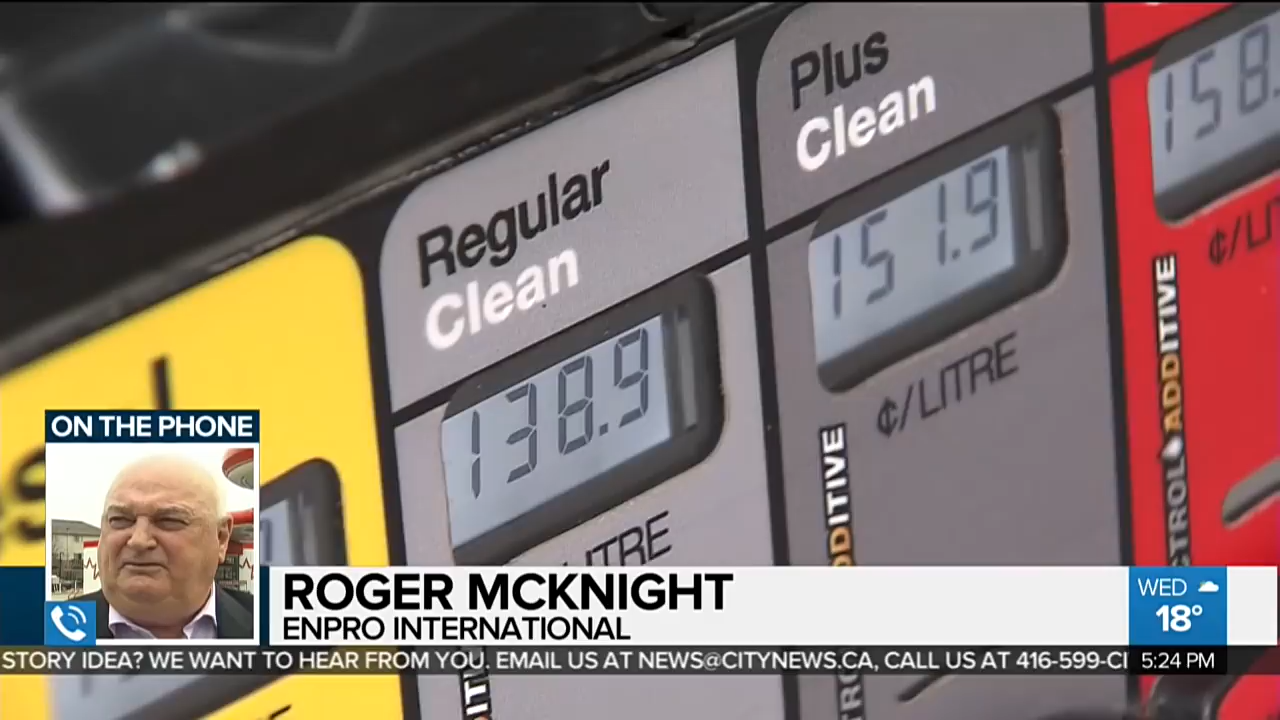 Plus
Clean
158.
Regular
Clean
151.9
¢/LITRE
138.9
ADDITIVE
ON THE PHONE
ROGER MCKNIGHT
ENPRO INTERNATIONAL
WED
18°
STORY IDEA? WE WANT TO HEAR FROM YOU. EMAIL US AT NEWS@CITYNEWS.CA, CALL US AT 416-599-CI
5:24 PM